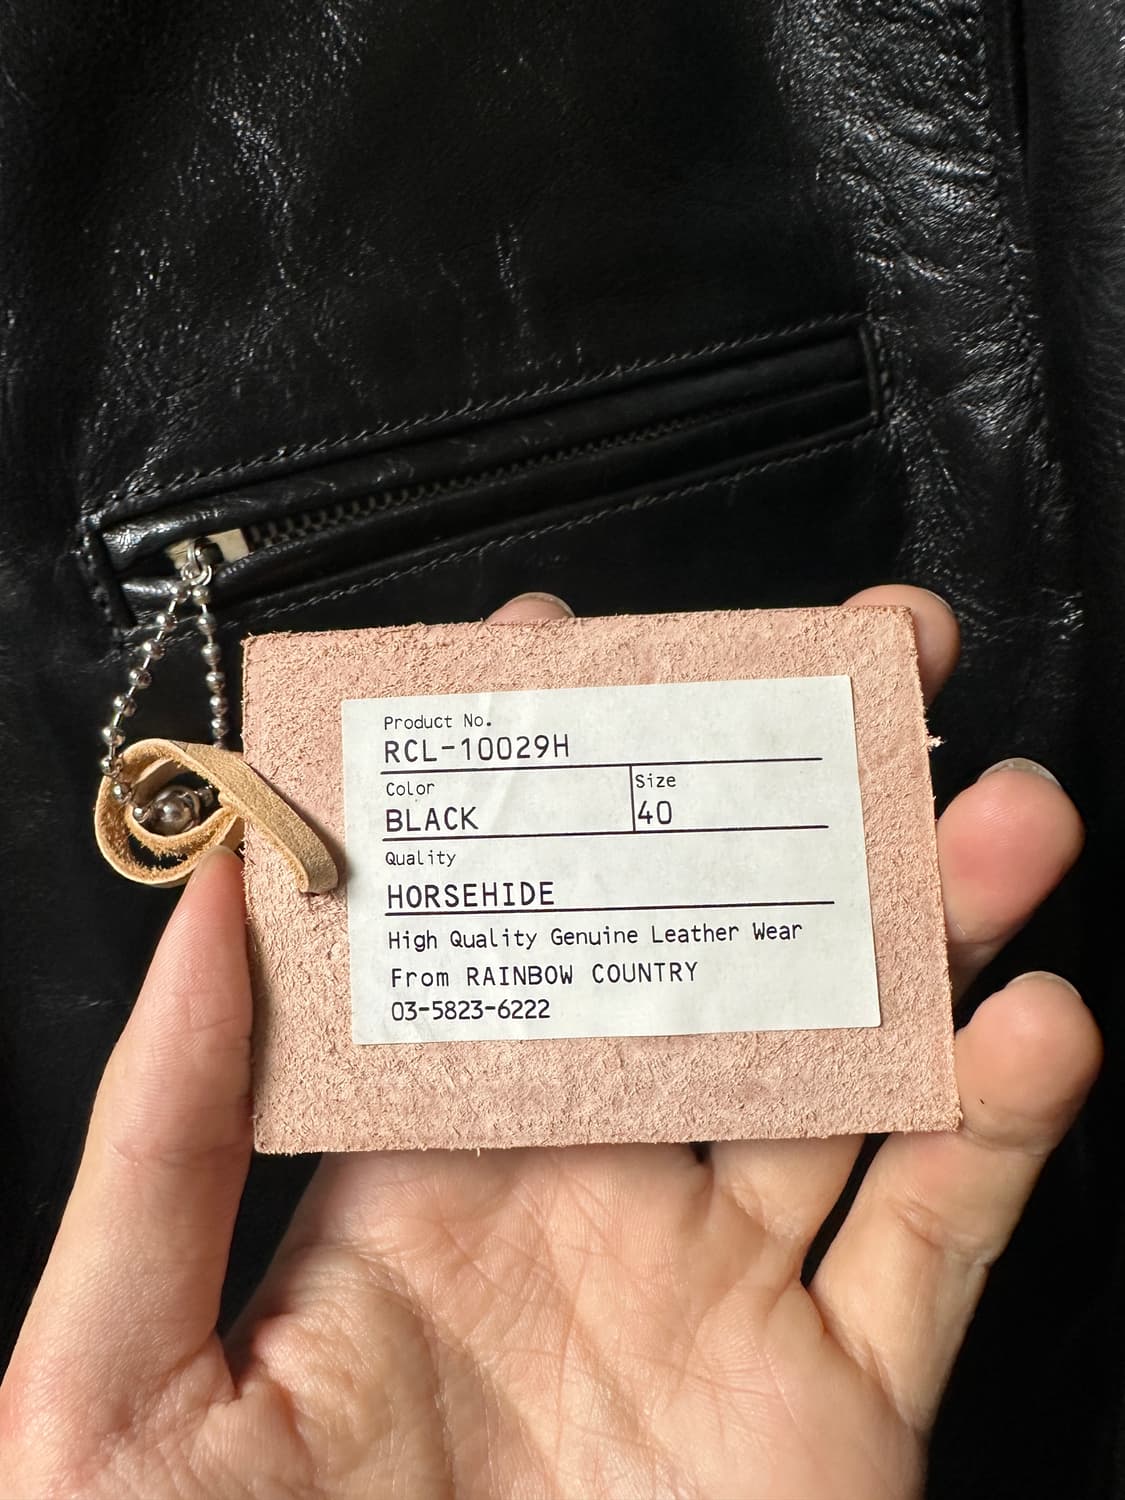 Product No.
RCL-10029H
Color Size
BLACK 40
Quality
HORSEHIDE
High Quality Genuine Leather Wear
From RAINBOW COUNTRY
03-5823-6222